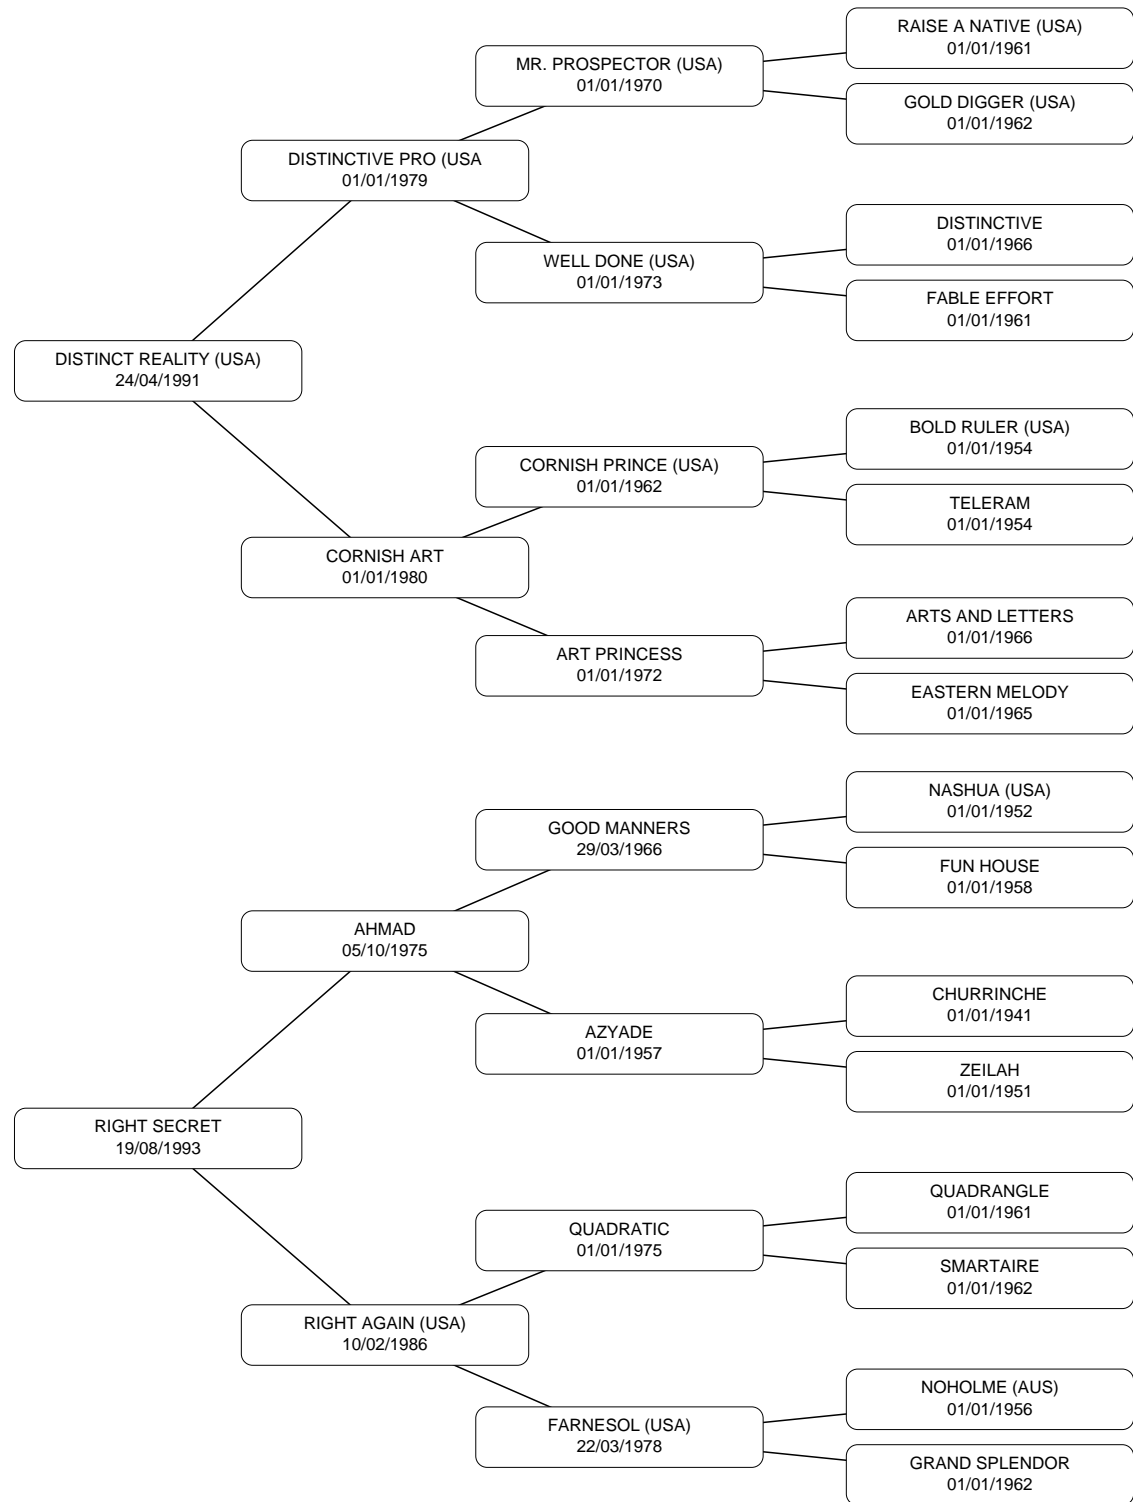 RAISE A NATIVE (USA)
01/01/1961
MR. PROSPECTOR (USA)
01/01/1970
GOLD DIGGER (USA)
01/01/1962
DISTINCTIVE PRO (USA
01/01/1979
DISTINCTIVE
01/01/1966
WELL DONE (USA)
01/01/1973
FABLE EFFORT
01/01/1961
DISTINCT REALITY (USA)
24/04/1991
BOLD RULER (USA)
01/01/1954
CORNISH PRINCE (USA)
01/01/1962
TELERAM
01/01/1954
CORNISH ART
01/01/1980
ARTS AND LETTERS
01/01/1966
ART PRINCESS
01/01/1972
EASTERN MELODY
01/01/1965
NASHUA (USA)
01/01/1952
GOOD MANNERS
29/03/1966
FUN HOUSE
01/01/1958
AHMAD
05/10/1975
CHURRINCHE
01/01/1941
AZYADE
01/01/1957
ZEILAH
01/01/1951
RIGHT SECRET
19/08/1993
QUADRANGLE
01/01/1961
QUADRATIC
01/01/1975
SMARTAIRE
01/01/1962
RIGHT AGAIN (USA)
10/02/1986
NOHOLME (AUS)
01/01/1956
FARNESOL (USA)
22/03/1978
GRAND SPLENDOR
01/01/1962